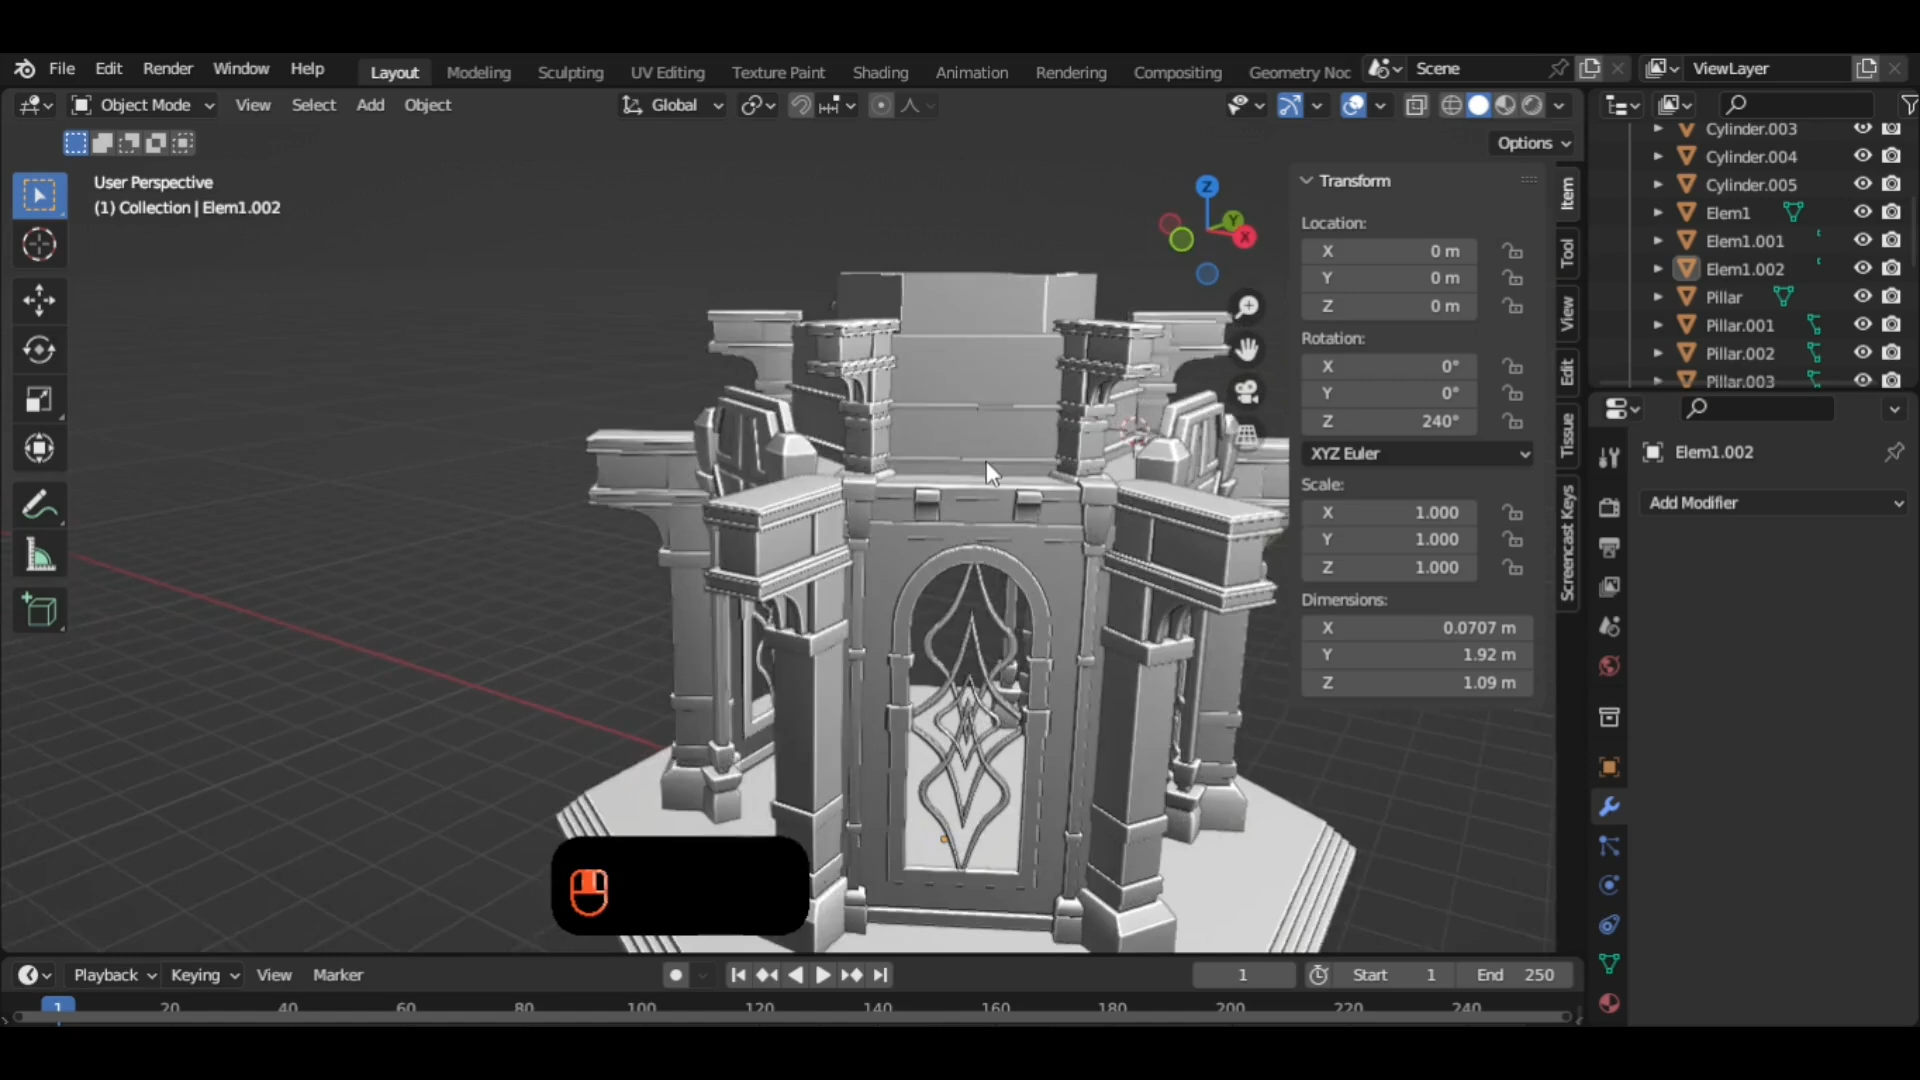 File Edit Render Window Help Layout Modeling Sculpting UV Editing Texture Paint Shading Animation Rendering Compositing Geometry Noc Scene ViewLayer
Object Mode View Select Add Object Global
Options
User Perspective
(1) Collection | Elem1.002
Z
Y
X
Transform
Location:
X 0 m
Y 0 m
Z 0 m
Rotation:
X 0°
Y 0°
Z 240°
XYZ Euler
Scale:
X 1.000
Y 1.000
Z 1.000
Dimensions:
X 0.0707 m
Y 1.92 m
Z 1.09 m
Item
Tool
View
Edit
Tissue
Screencast Keys
Cylinder.003
Cylinder.004
Cylinder.005
Elem1
Elem1.001
Elem1.002
Pillar
Pillar.001
Pillar.002
Pillar.003
Elem1.002
Add Modifier
Playback Keying View Marker 1 Start 1 End 250
1 20 40 60 80 100 120 140 160 180 200 220 240